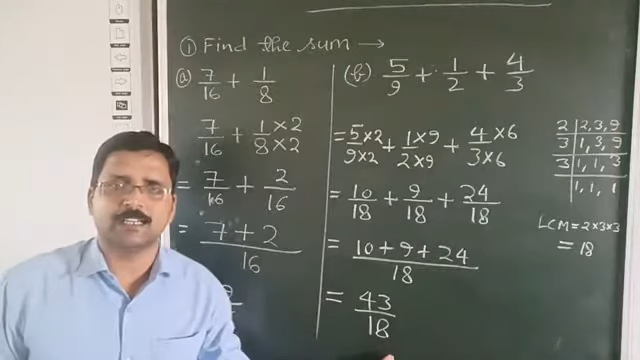 ① Find the sum →
ⓐ 7/16 + 1/8
7/16 + 1×2/8×2
= 7/16 + 2/16
= 7+2/16
(b) 5/9 + 1/2 + 4/3
= 5×2/9×2 + 1×9/2×9 + 4×6/3×6
= 10/18 + 9/18 + 24/18
= 10+9+24/18
= 43/18
2 | 2, 3, 9
3 | 1, 3, 9
3 | 1, 1, 3
1, 1, 1
LCM = 2×3×3
= 18